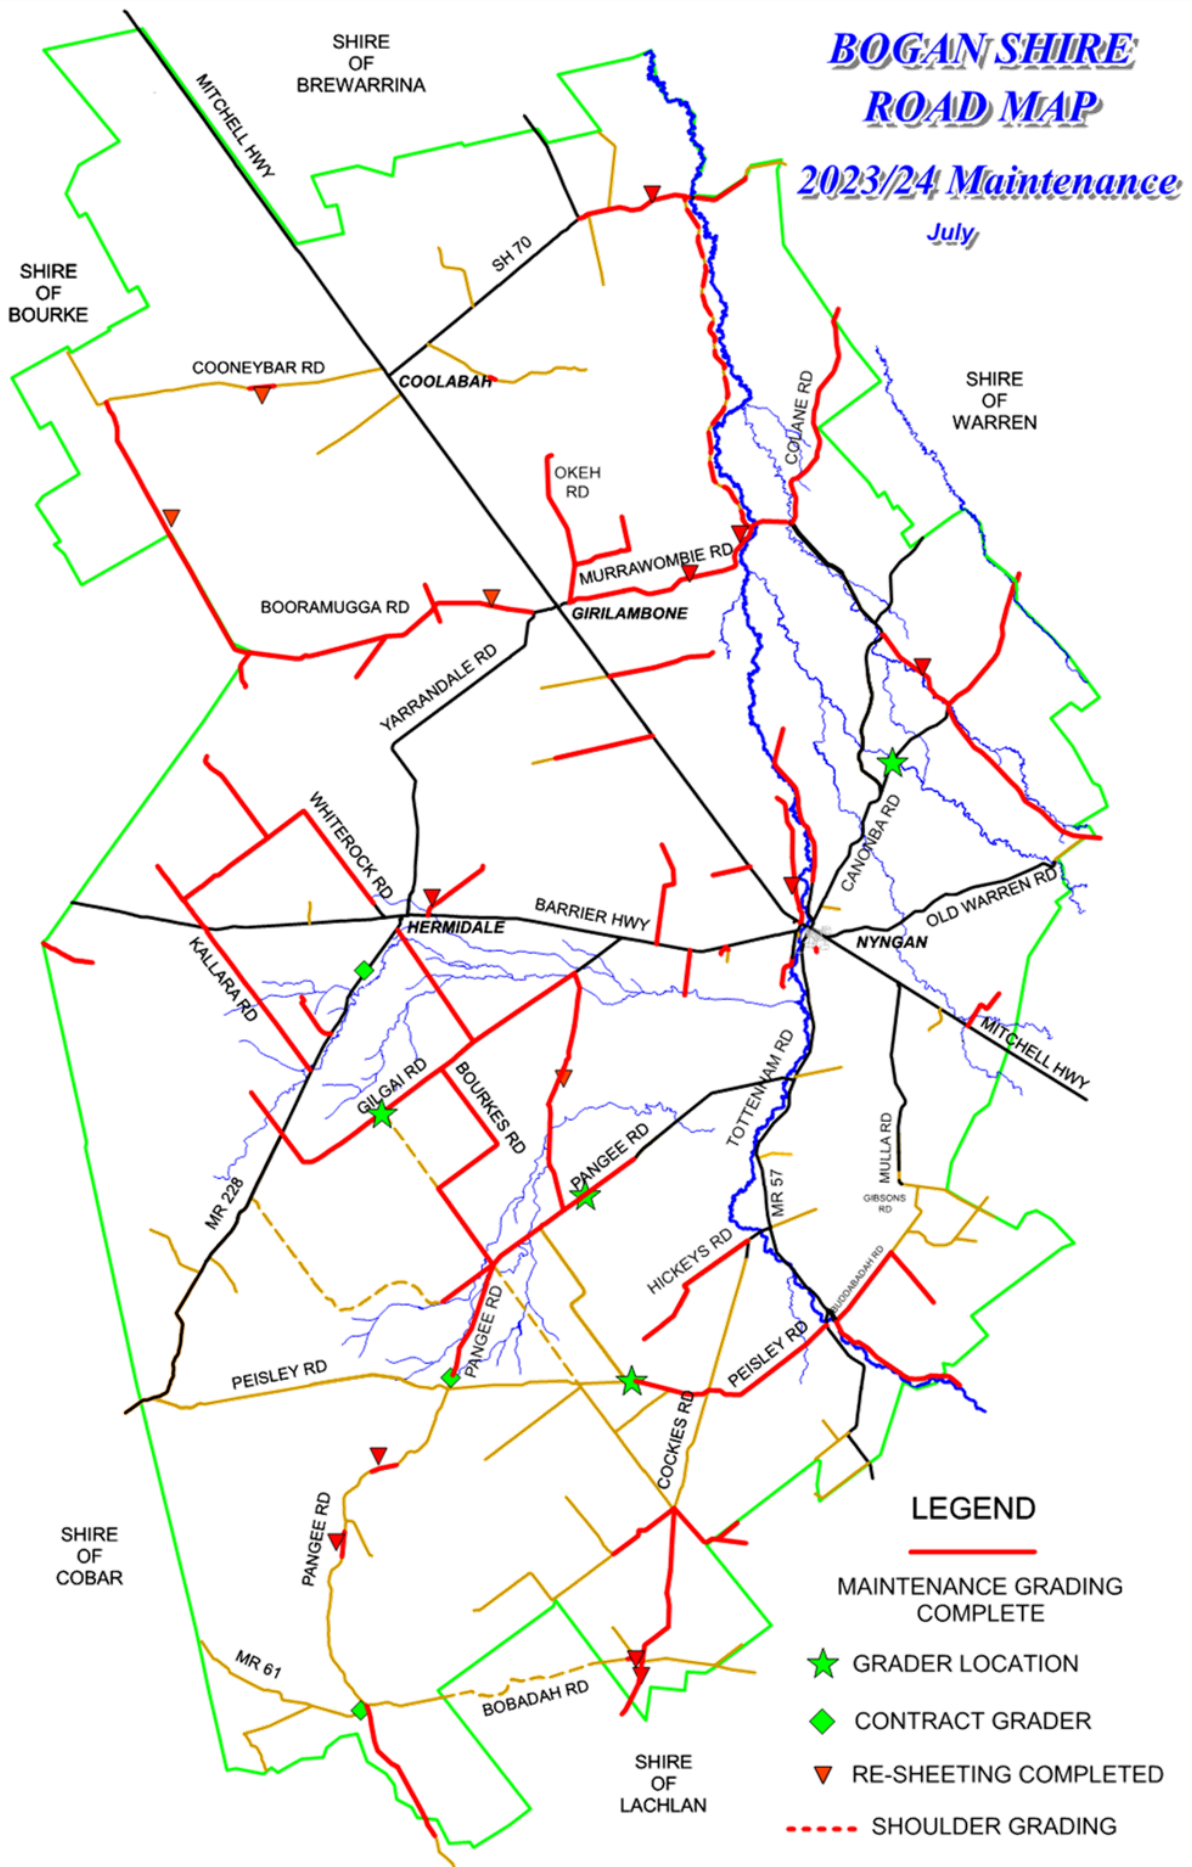 BOGAN SHIRE
ROAD MAP
2023/24 Maintenance
July
SHIRE
OF
BREWARRINA
MITCHELL HWY
SH 70
SHIRE
OF
BOURKE
COONEYBAR RD
COOLABAH
SHIRE
OF
WARREN
COLANE RD
OKEH
RD
MURRAWOMBIE RD
BOORAMUGGA RD
GIRILAMBONE
YARRANDALE RD
WHITEROCK RD
CANONBA RD
OLD WARREN RD
BARRIER HWY
HERMIDALE
NYNGAN
KALLARA RD
MITCHELL HWY
GILGAI RD
BOURKES RD
TOTTENHAM RD
PANGEE RD
MULLA RD
MR 57
GIBSONS
RD
MR 228
HICKEYS RD
BUDDABADAH RD
PANGEE RD
PEISLEY RD
PEISLEY RD
COCKIES RD
PANGEE RD
SHIRE
OF
COBAR
MR 61
BOBADAH RD
SHIRE
OF
LACHLAN
LEGEND
MAINTENANCE GRADING
COMPLETE
GRADER LOCATION
CONTRACT GRADER
RE-SHEETING COMPLETED
SHOULDER GRADING